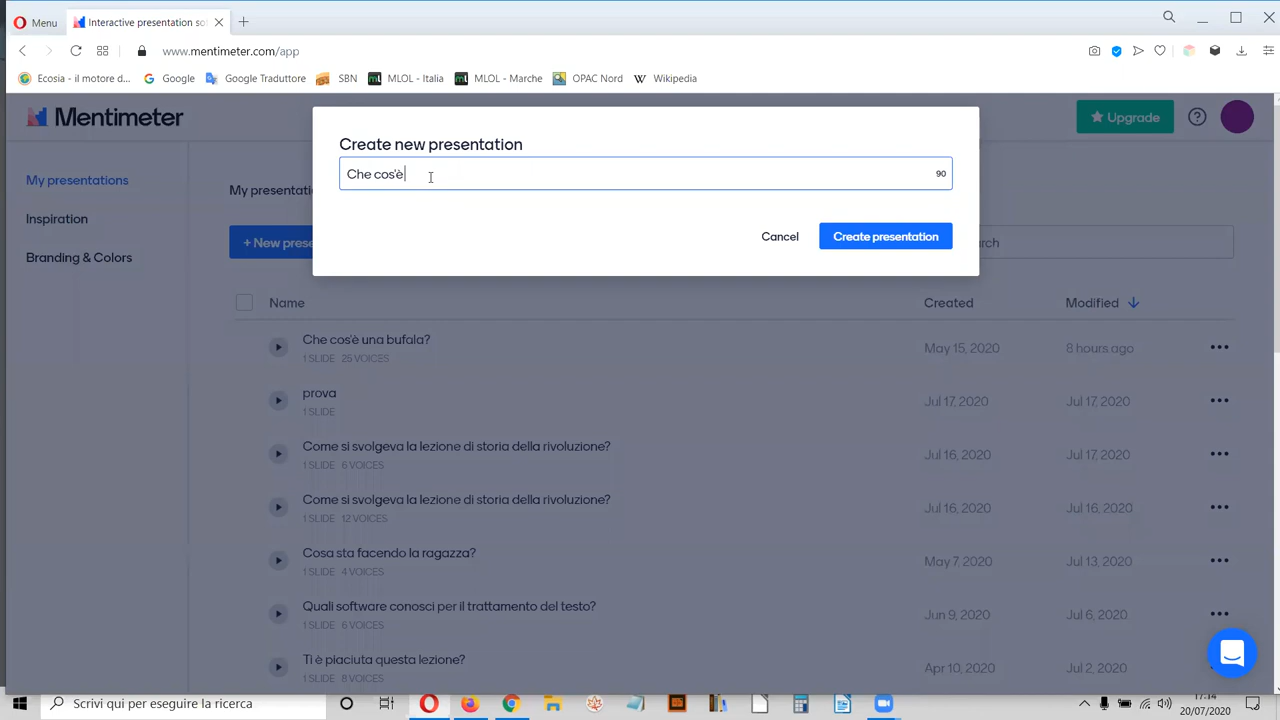 Menu
Interactive presentation so
www.mentimeter.com/app
Ecosia - il motore d...
Google
Google Traduttore
SBN
MLOL - Italia
MLOL - Marche
OPAC Nord
Wikipedia
Mentimeter
Upgrade
Create new presentation
Che cos'è
90
Cancel
Create presentation
My presentations
Inspiration
Branding & Colors
My presentati
+ New prese
Name
Created
Modified
Che cos'è una bufala?
1 SLIDE 25 VOICES
May 15, 2020
8 hours ago
prova
1 SLIDE
Jul 17, 2020
Jul 17, 2020
Come si svolgeva la lezione di storia della rivoluzione?
1 SLIDE 6 VOICES
Jul 16, 2020
Jul 17, 2020
Come si svolgeva la lezione di storia della rivoluzione?
1 SLIDE 12 VOICES
Jul 16, 2020
Jul 16, 2020
Cosa sta facendo la ragazza?
1 SLIDE 4 VOICES
May 7, 2020
Jul 13, 2020
Quali software conosci per il trattamento del testo?
1 SLIDE 6 VOICES
Jun 9, 2020
Jul 6, 2020
Ti è piaciuta questa lezione?
1 SLIDE 8 VOICES
Apr 10, 2020
Jul 2, 2020
Scrivi qui per eseguire la ricerca
17:14
20/07/2020